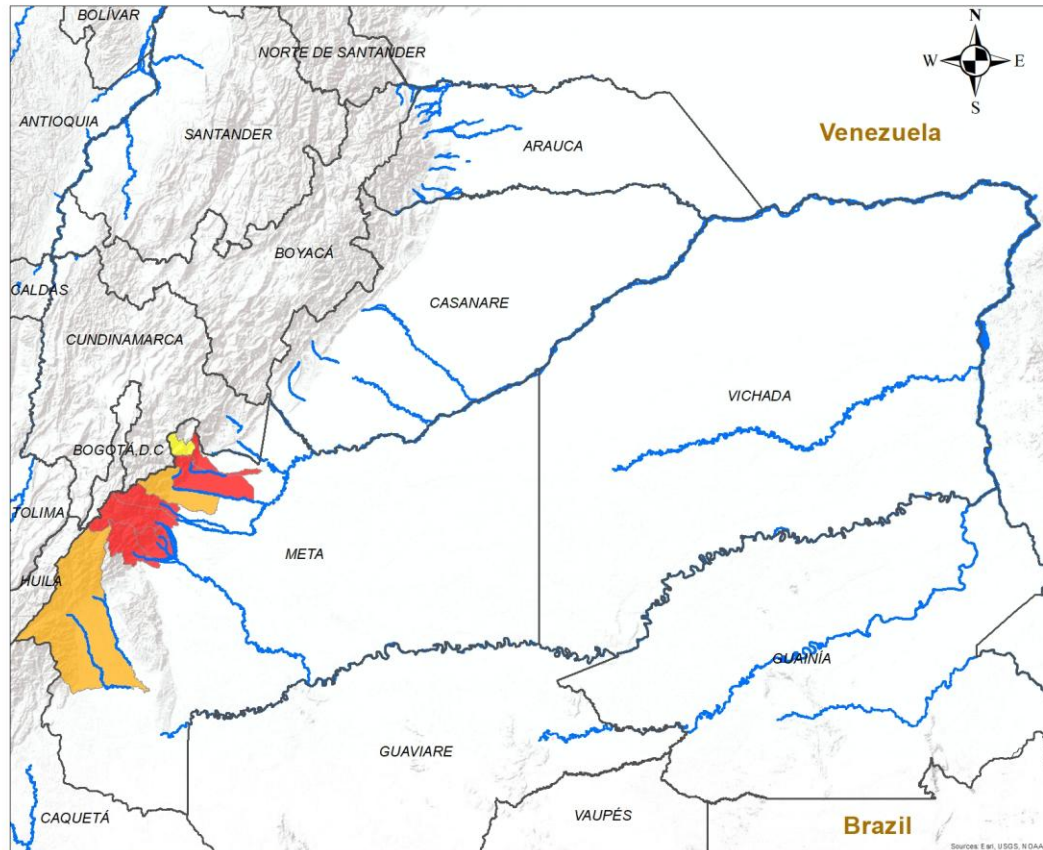 BOLÍVAR
N
NORTE DE SANTANDER
W E
S
ANTIOQUIA
SANTANDER
ARAUCA
Venezuela
BOYACÁ
CALDAS
CASANARE
CUNDINAMARCA
VICHADA
BOGOTÁ, D.C
TOLIMA
META
HUILA
GUAINÍA
GUAVIARE
CAQUETÁ
VAUPÉS
Brazil
Sources: Esri, USGS, NOAA